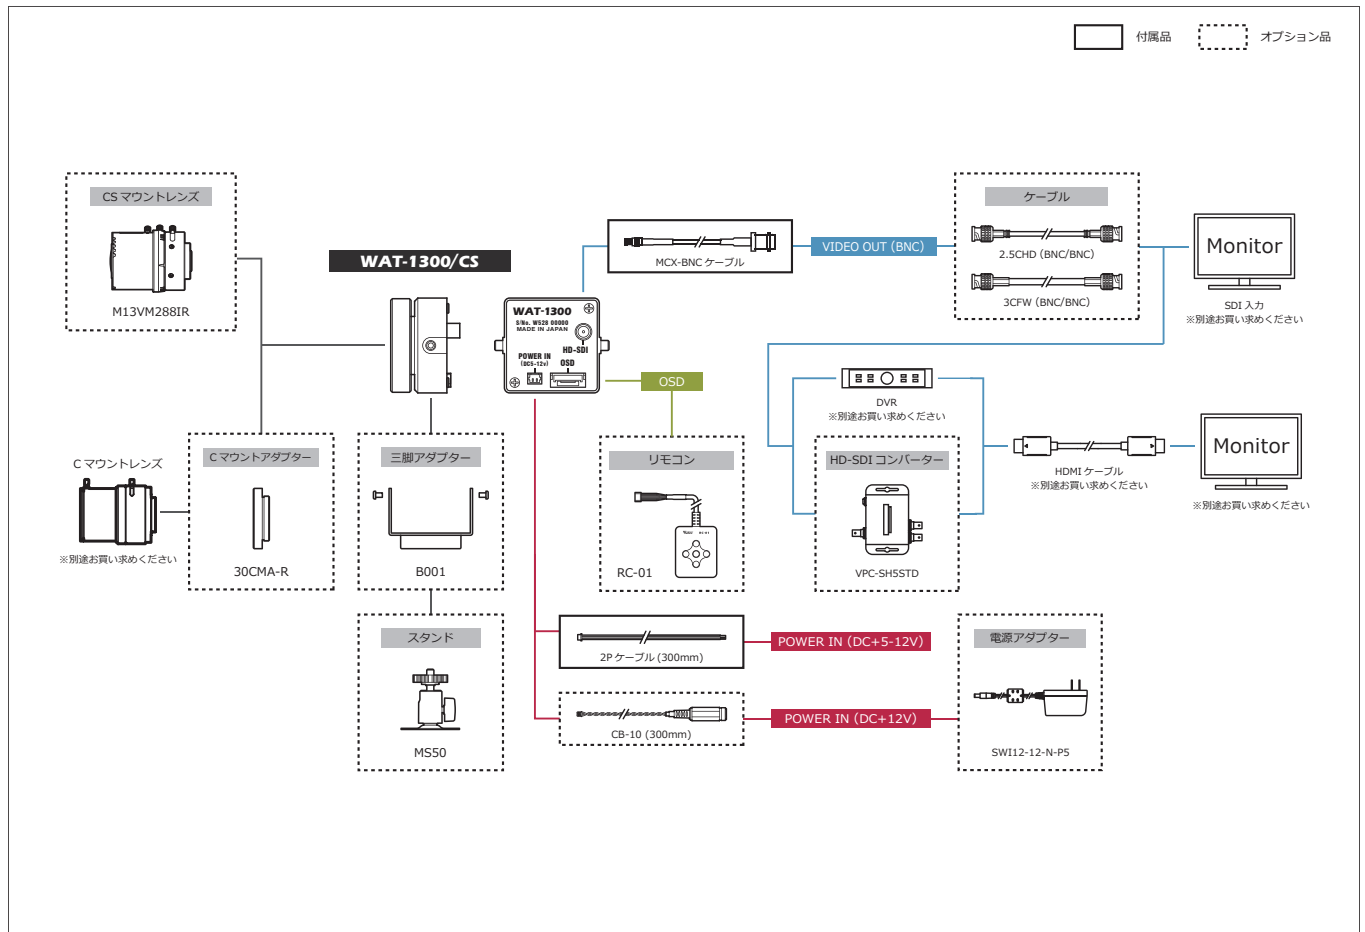 付属品
オプション品
CS マウントレンズ
M13VM288IR
WAT-1300/CS
WAT-1300
S/No. W528 00000
MADE IN JAPAN
HD-SDI
POWER IN
(DC5-12v)
OSD
MCX-BNC ケーブル
VIDEO OUT (BNC)
ケーブル
2.5CHD (BNC/BNC)
3CFW (BNC/BNC)
Monitor
SDI 入力
※別途お買い求めください
OSD
DVR
※別途お買い求めください
HDMI ケーブル
※別途お買い求めください
Monitor
※別途お買い求めください
C マウントレンズ
※別途お買い求めください
C マウントアダプター
30CMA-R
三脚アダプター
B001
リモコン
RC-01
RC-01
HD-SDI コンバーター
VPC-SH5STD
スタンド
MS50
2P ケーブル (300mm)
POWER IN (DC+5-12V)
CB-10 (300mm)
POWER IN (DC+12V)
電源アダプター
SWI12-12-N-P5